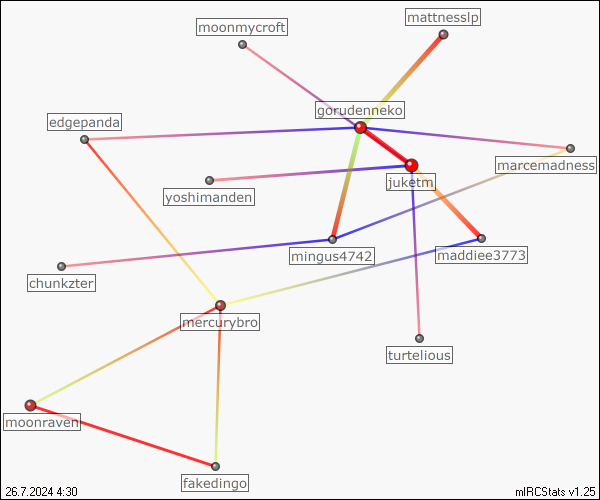 mattnesslp
moonmycroft
gorudenneko
edgepanda
marcemadness
juketm
yoshimanden
mingus4742
maddiee3773
chunkzter
mercurybro
turtelious
moonraven
fakedingo
26.7.2024 4:30
mIRCStats v1.25